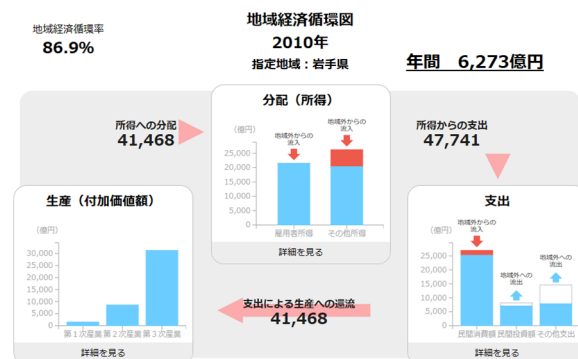 地域経済循環率
86.9%
地域経済循環図
2010年
指定地域：岩手県
年間 6,273億円
分配（所得）
（億円）
地域外からの
流入
地域外からの
流入
25,000
20,000
15,000
10,000
5,000
0
雇用者所得
その他所得
詳細を見る
所得への分配
41,468
所得からの支出
47,741
生産（付加価値額）
（億円）
30,000
25,000
20,000
15,000
10,000
5,000
0
第１次産業
第２次産業
第３次産業
詳細を見る
支出による生産への還流
41,468
支出
（億円）
地域外からの
流入
地域外への
流出
地域外への
流出
25,000
20,000
15,000
10,000
5,000
0
民間消費額
民間投資額
その他支出
詳細を見る